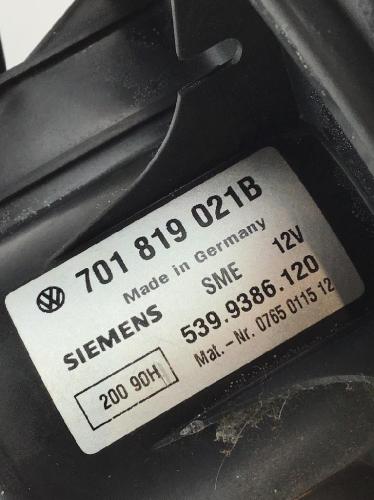 701 819 021B
Made in Germany
SME 12V
SIEMENS 539.9386.120
Mat.-Nr. 0765 0115 12
200 90H